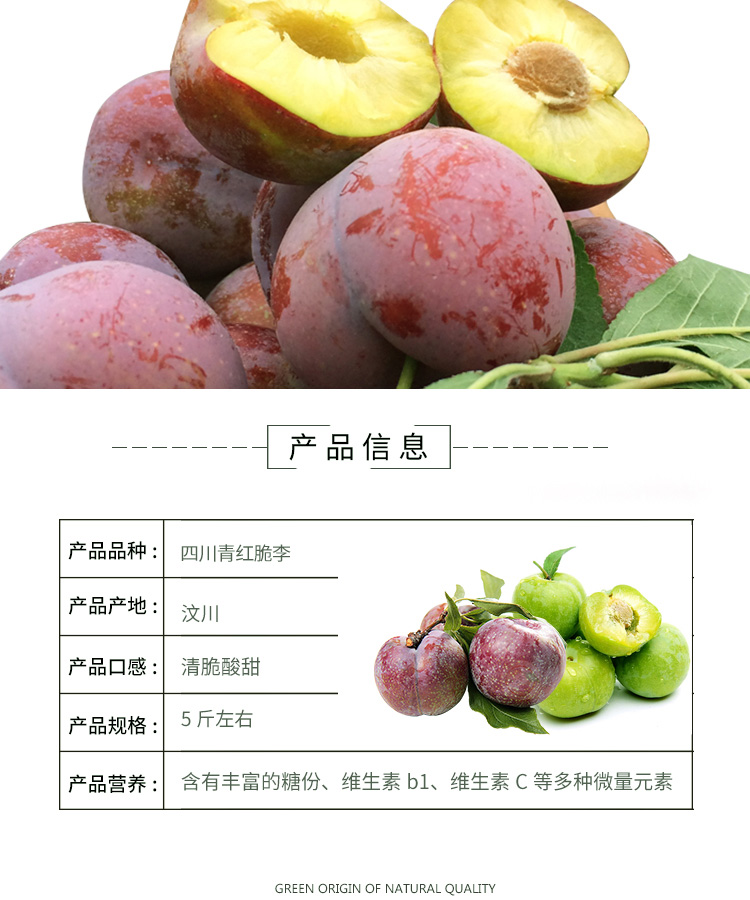 产品信息
产品品种: 四川青红脆李
产品产地: 汶川
产品口感: 清脆酸甜
产品规格: 5 斤左右
产品营养: 含有丰富的糖份、维生素 b1、维生素 C 等多种微量元素
GREEN ORIGIN OF NATURAL QUALITY